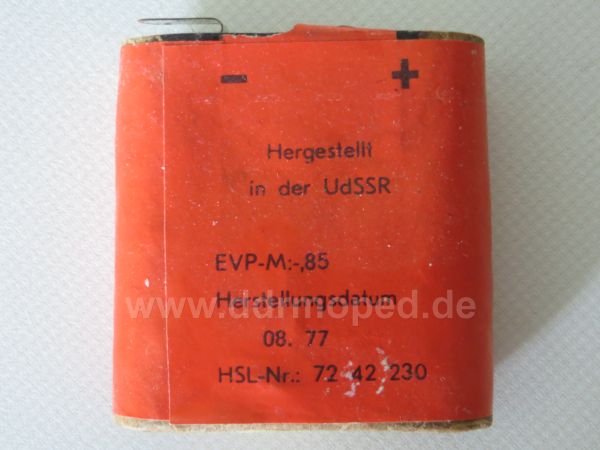 - +
Hergestellt
in der UdSSR
EVP-M:-,85
www.ddrmoped.de
Herstellungsdatum
08. 77
HSL-Nr.: 72 42 230